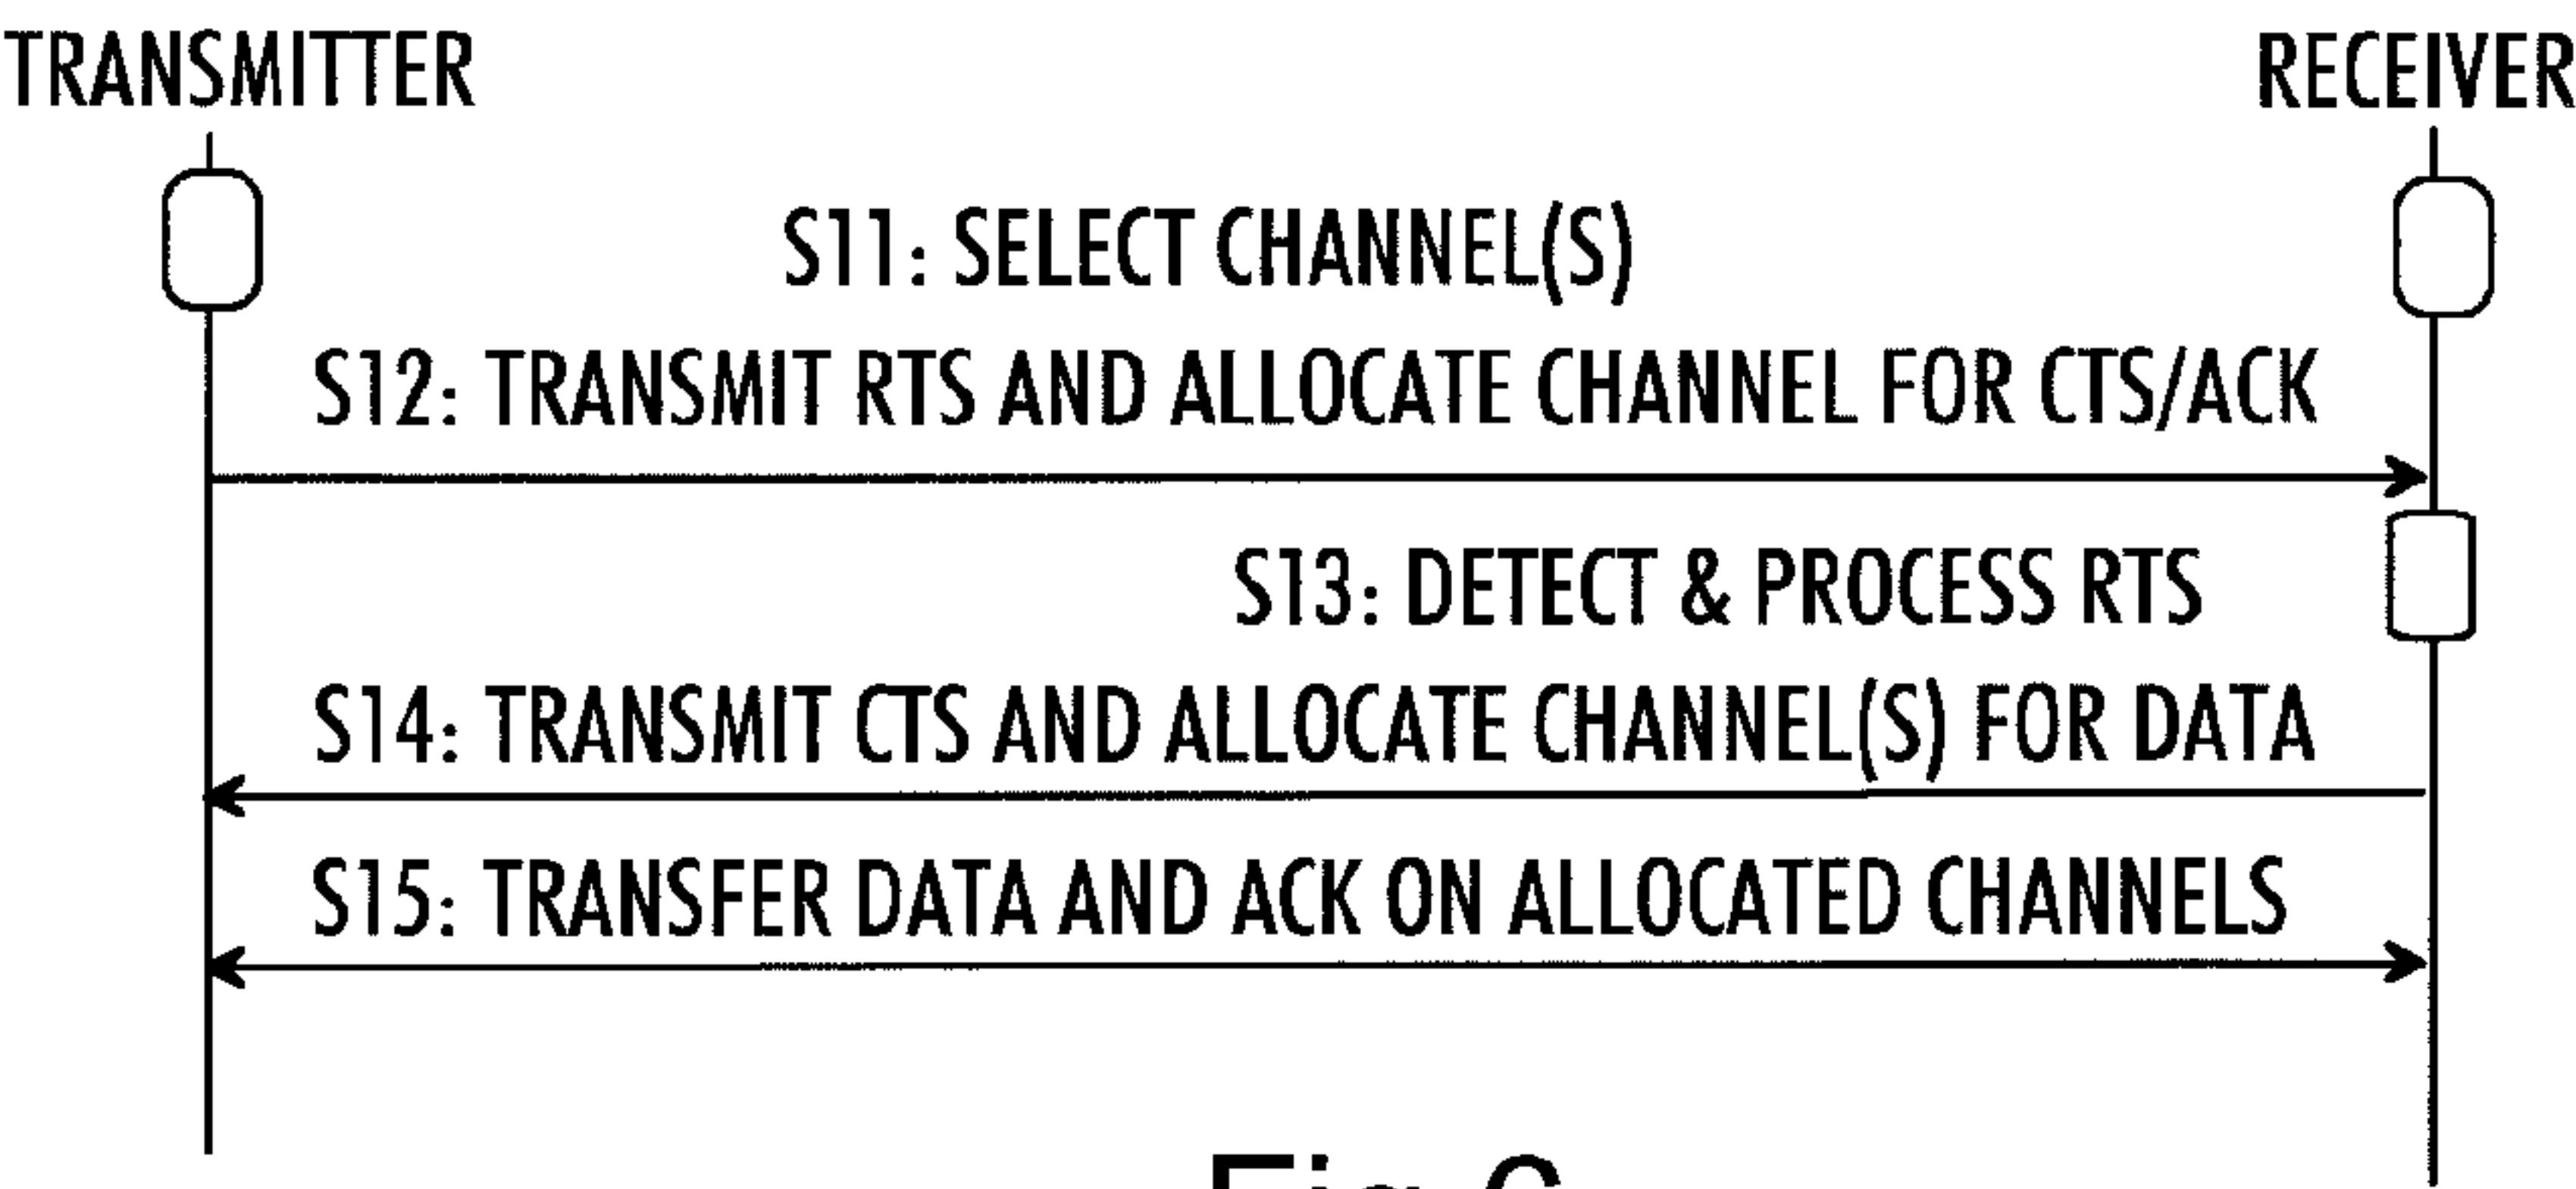 TRANSMITTER RECEIVER
S11: SELECT CHANNEL(S)
S12: TRANSMIT RTS AND ALLOCATE CHANNEL FOR CTS/ACK
S13: DETECT & PROCESS RTS
S14: TRANSMIT CTS AND ALLOCATE CHANNEL(S) FOR DATA
S15: TRANSFER DATA AND ACK ON ALLOCATED CHANNELS